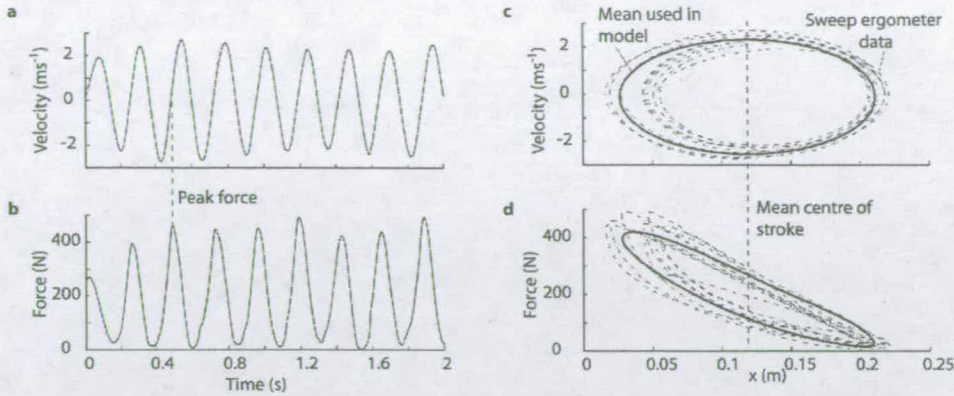 a
Velocity (ms-1)
2
0
-2
Peak force
b
Force (N)
400
200
0
0
0.4
0.8
1.2
1.6
2
Time (s)
c
Mean used in
model
Sweep ergometer
data
Velocity (ms-1)
2
0
-2
Mean centre of
stroke
d
Force (N)
400
200
0
0
0.05
0.1
0.15
0.2
0.25
x (m)